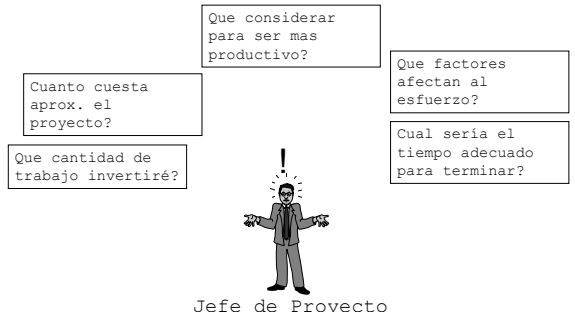 Que considerar
para ser mas
productivo?
Que factores
afectan al
esfuerzo?
Cuanto cuesta
aprox. el
proyecto?
Cual sería el
tiempo adecuado
para terminar?
Que cantidad de
trabajo invertiré?
!
Jefe de Proyecto